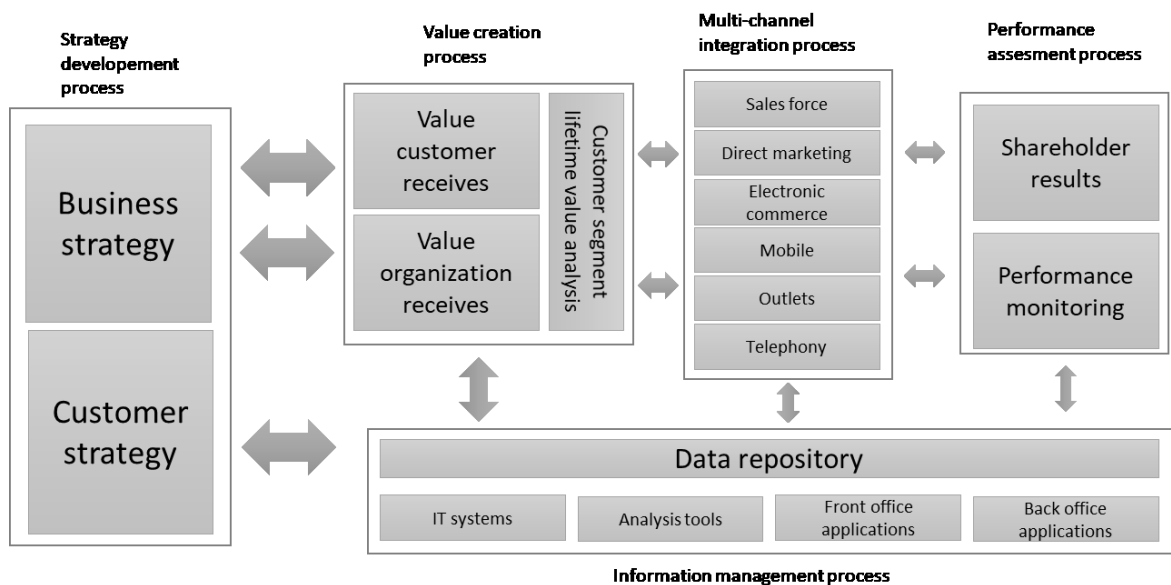 Strategy
developement
process
Business
strategy
Customer
strategy
Value creation
process
Value
customer
receives
Value
organization
receives
Customer segment
lifetime value analysis
Multi-channel
integration process
Sales force
Direct marketing
Electronic
commerce
Mobile
Outlets
Telephony
Performance
assesment process
Shareholder
results
Performance
monitoring
Data repository
IT systems
Analysis tools
Front office
applications
Back office
applications
Information management process